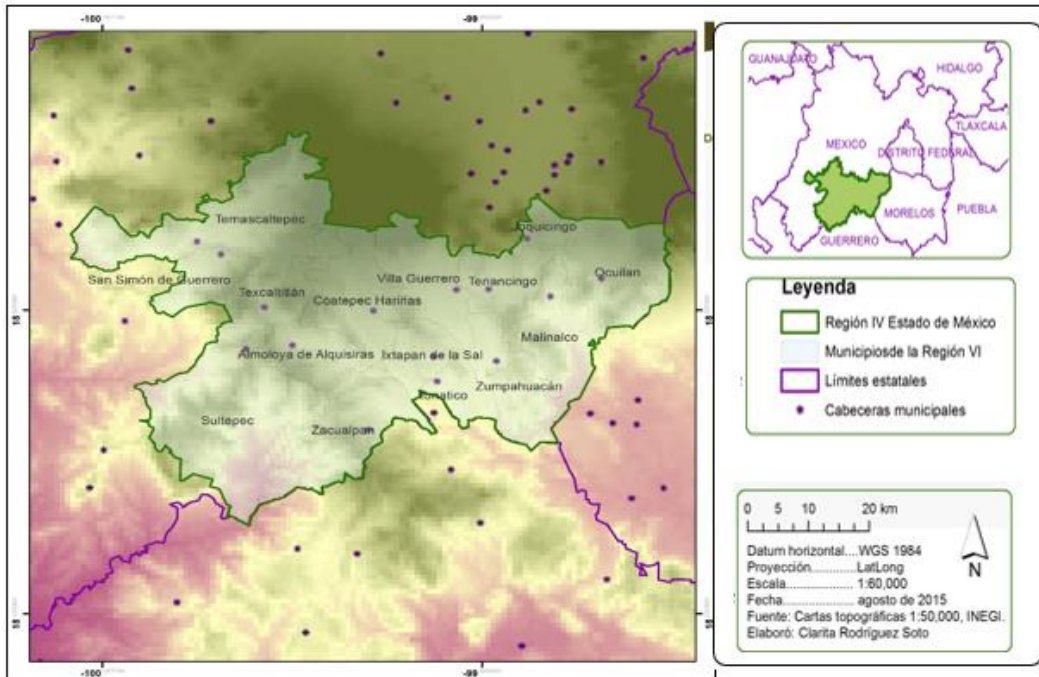 -100
-99
Temascaltepec
Joquicingo
San Simón de Guerrero
Villa Guerrero
Tenancingo
Ocuilan
Texcaltitlán
Coatepec Hariñas
Malinalco
Almoloya de Alquisiras
Ixtapan de la Sal
Zumpahuacán
Tonatico
Sultepec
Zacualpan
-100
-99
GUANAJUATO
HIDALGO
TLAXCALA
MEXICO
DISTRITO FEDERAL
MORELOS
PUEBLA
GUERRERO
Leyenda
Región IV Estado de México
Municipiosde la Región VI
Límites estatales
Cabeceras municipales
0 5 10 20 km
Datum horizontal....WGS 1984
Proyección............LatLong
Escala.................... 1:60,000
Fecha..................... agosto de 2015
Fuente: Cartas topográficas 1:50,000, INEGI.
Elaboró: Clarita Rodríguez Soto
N